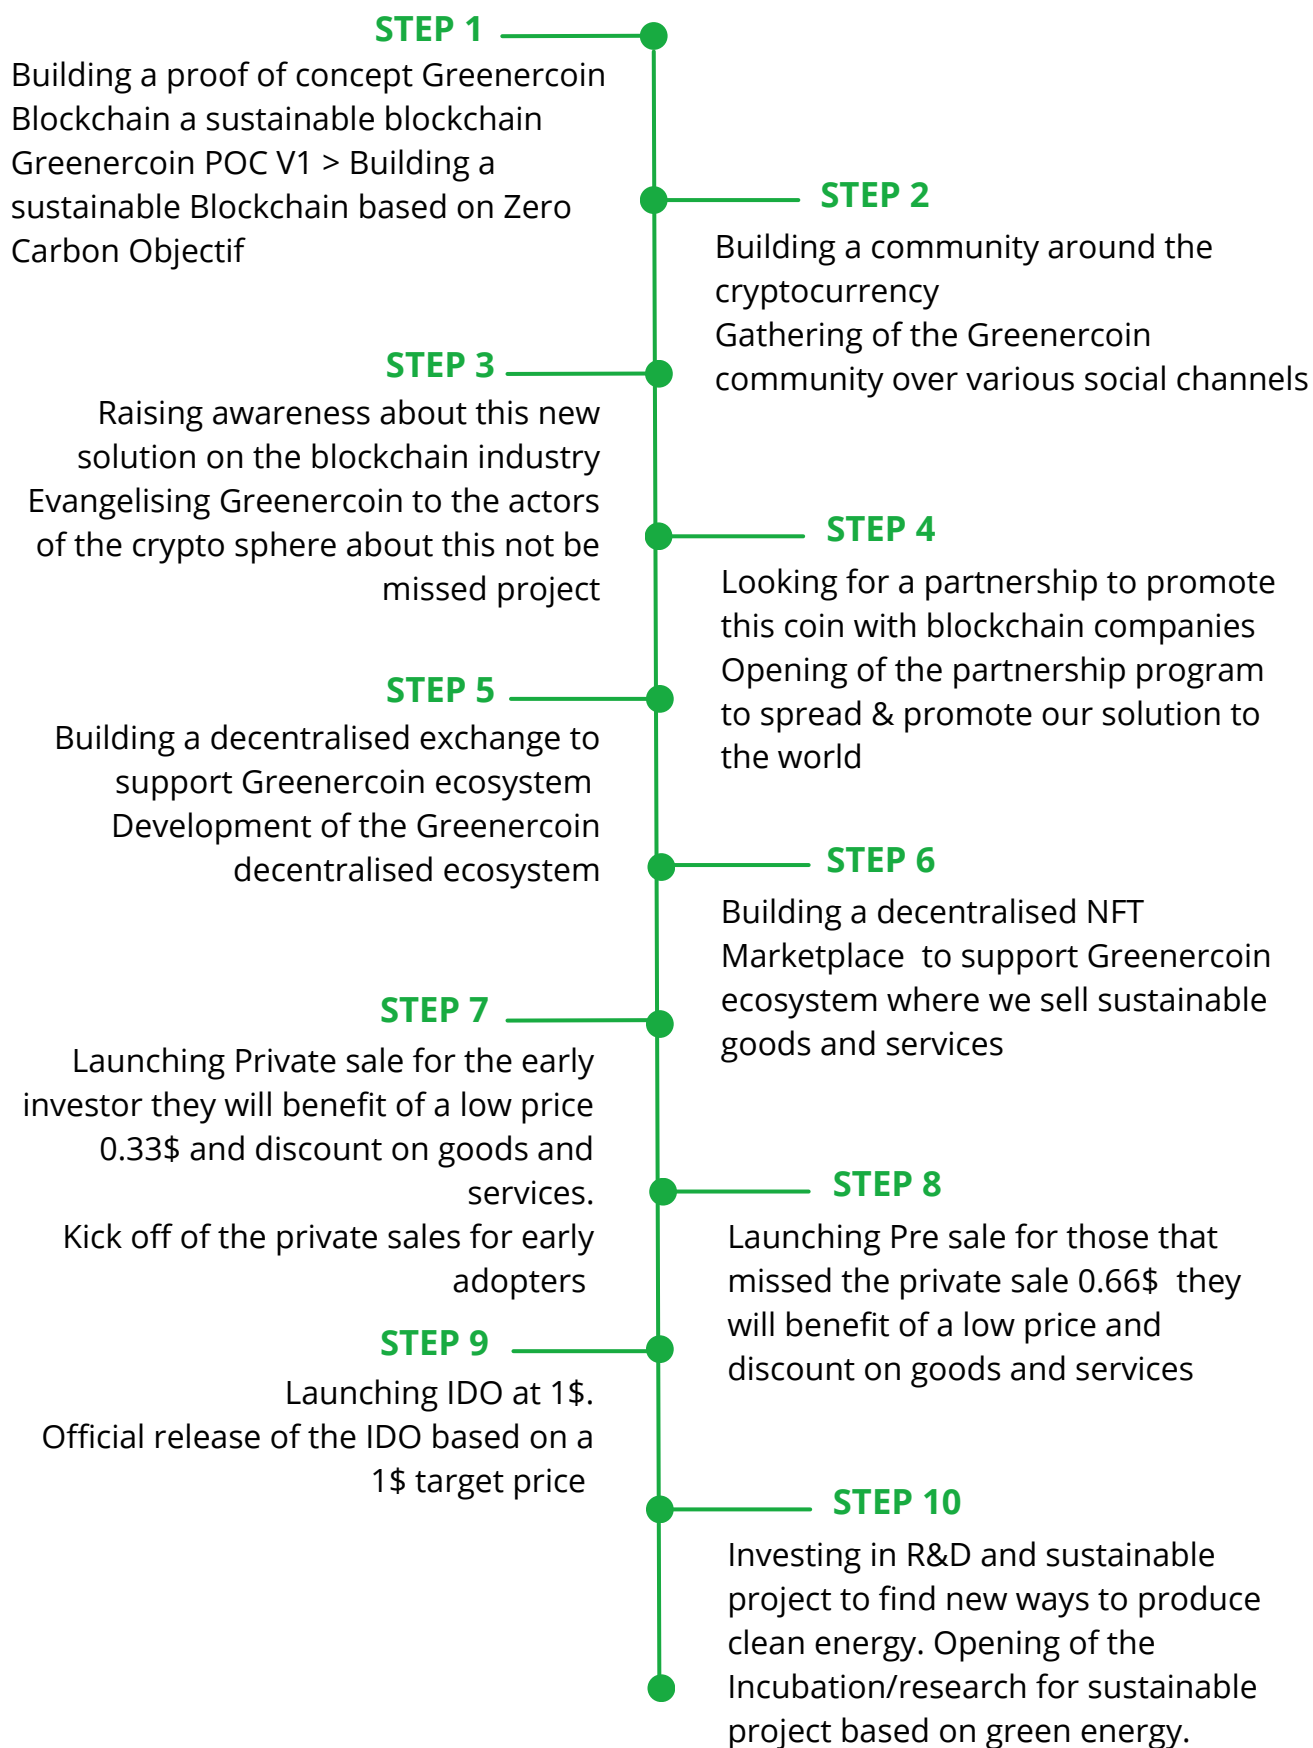 STEP 1
Building a proof of concept Greenercoin
Blockchain a sustainable blockchain
Greenercoin POC V1 > Building a
sustainable Blockchain based on Zero
Carbon Objectif
STEP 2
Building a community around the
cryptocurrency
Gathering of the Greenercoin
community over various social channels
STEP 3
Raising awareness about this new
solution on the blockchain industry
Evangelising Greenercoin to the actors
of the crypto sphere about this not be
missed project
STEP 4
Looking for a partnership to promote
this coin with blockchain companies
Opening of the partnership program
to spread & promote our solution to
the world
STEP 5
Building a decentralised exchange to
support Greenercoin ecosystem
Development of the Greenercoin
decentralised ecosystem
STEP 6
Building a decentralised NFT
Marketplace to support Greenercoin
ecosystem where we sell sustainable
goods and services
STEP 7
Launching Private sale for the early
investor they will benefit of a low price
0.33$ and discount on goods and
services.
Kick off of the private sales for early
adopters
STEP 8
Launching Pre sale for those that
missed the private sale 0.66$ they
will benefit of a low price and
discount on goods and services
STEP 9
Launching IDO at 1$.
Official release of the IDO based on a
1$ target price
STEP 10
Investing in R&D and sustainable
project to find new ways to produce
clean energy. Opening of the
Incubation/research for sustainable
project based on green energy.